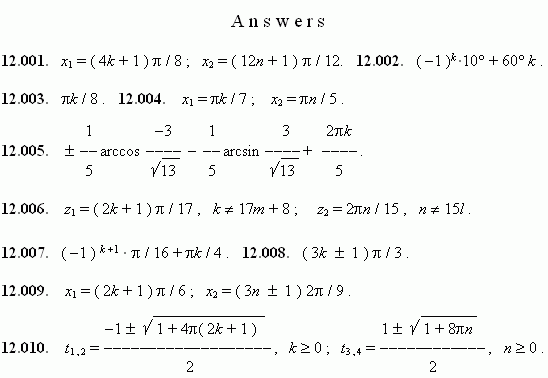 Answers
12.001. x₁ = ( 4k + 1 ) π / 8 ; x₂ = ( 12n + 1 ) π / 12. 12.002. ( –1 )ᵏ·10° + 60° k .
12.003. πk / 8 . 12.004. x₁ = πk / 7 ; x₂ = πn / 5 .
1 –3 1 3 2πk
12.005. ± —— arccos ——— – —— arcsin ——— + ——— .
5 √13 5 √13 5
12.006. z₁ = ( 2k + 1 ) π / 17 , k ≠ 17m + 8 ; z₂ = 2πn / 15 , n ≠ 15l .
12.007. ( –1 ) ᵏ⁺¹ · π / 16 + πk / 4 . 12.008. ( 3k ± 1 ) π / 3 .
12.009. x₁ = ( 2k + 1 ) π / 6 ; x₂ = ( 3n ± 1 ) 2π / 9 .
–1 ± √ 1 + 4π( 2k + 1 ) 1 ± √ 1 + 8πn
12.010. t₁,₂ = ——————————— , k ≥ 0 ; t₃,₄ = ——————— , n ≥ 0 .
2 2